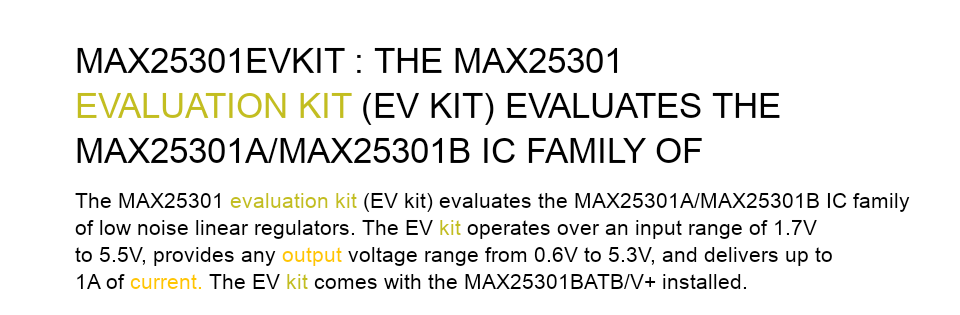 MAX25301EVKIT : THE MAX25301
EVALUATION KIT (EV KIT) EVALUATES THE
MAX25301A/MAX25301B IC FAMILY OF
The MAX25301 evaluation kit (EV kit) evaluates the MAX25301A/MAX25301B IC family
of low noise linear regulators. The EV kit operates over an input range of 1.7V
to 5.5V, provides any output voltage range from 0.6V to 5.3V, and delivers up to
1A of current. The EV kit comes with the MAX25301BATB/V+ installed.